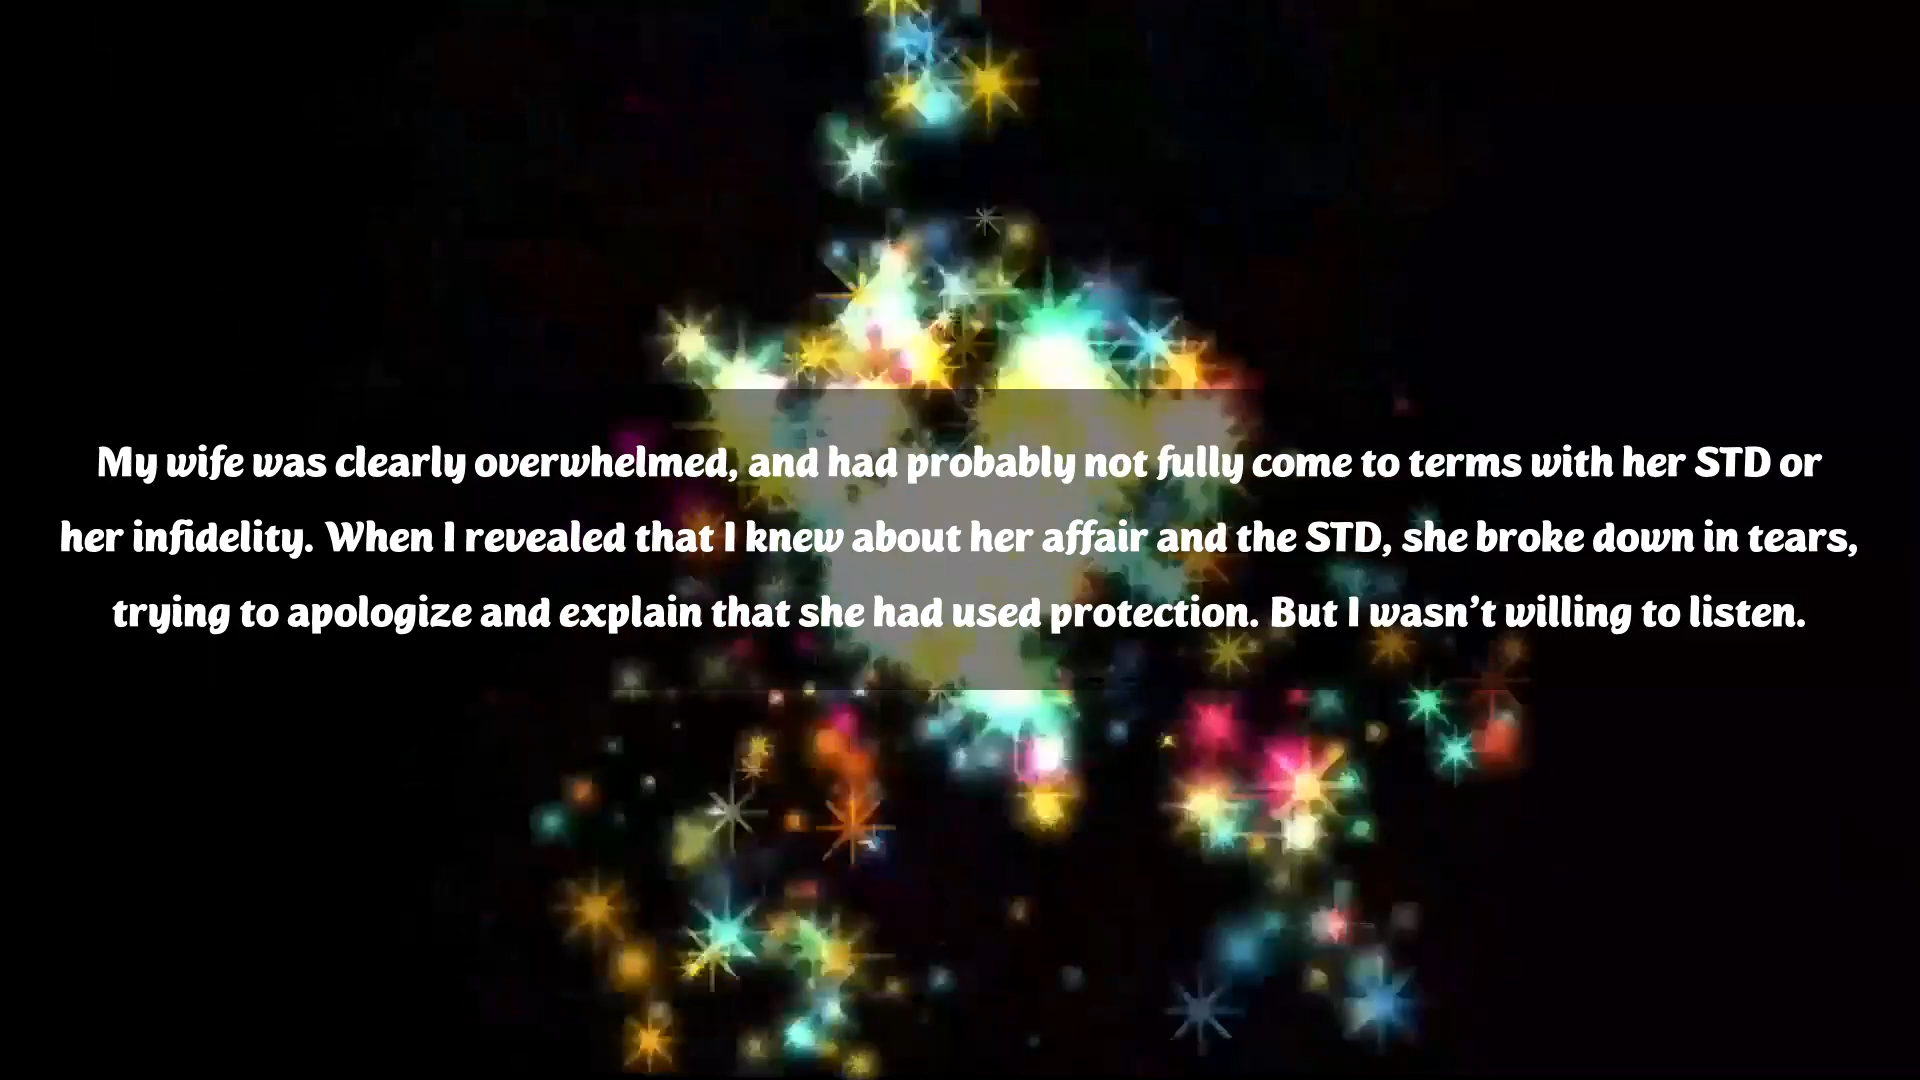 My wife was clearly overwhelmed, and had probably not fully come to terms with her STD or
her infidelity. When I revealed that I knew about her affair and the STD, she broke down in tears,
trying to apologize and explain that she had used protection. But I wasn’t willing to listen.